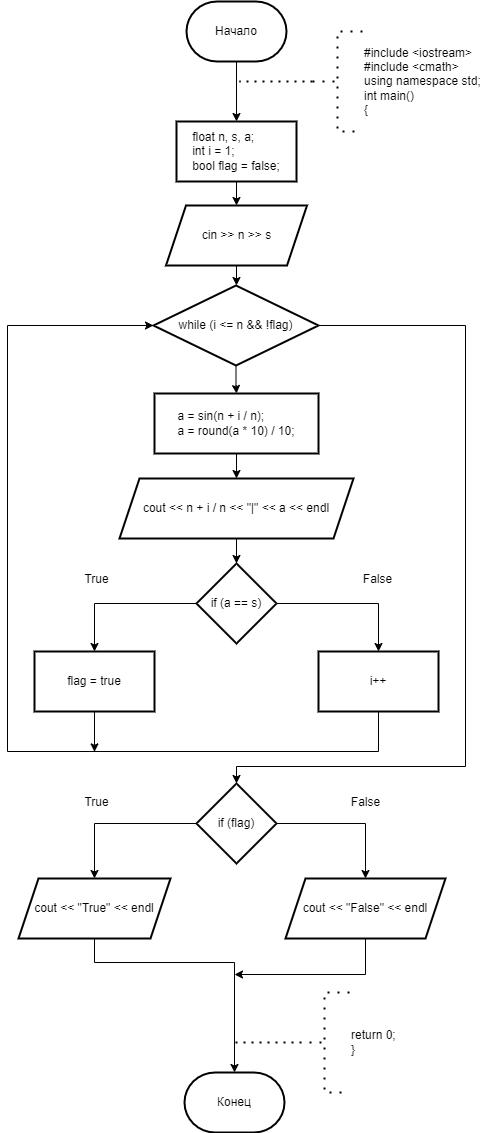 Начало
#include <iostream>
#include <cmath>
using namespace std;
int main()
{
float n, s, a;
int i = 1;
bool flag = false;
cin >> n >> s
while (i <= n && !flag)
a = sin(n + i / n);
a = round(a * 10) / 10;
cout << n + i / n << "|" << a << endl
True
False
if (a == s)
flag = true
i++
True
False
if (flag)
cout << "True" << endl
cout << "False" << endl
return 0;
}
Конец